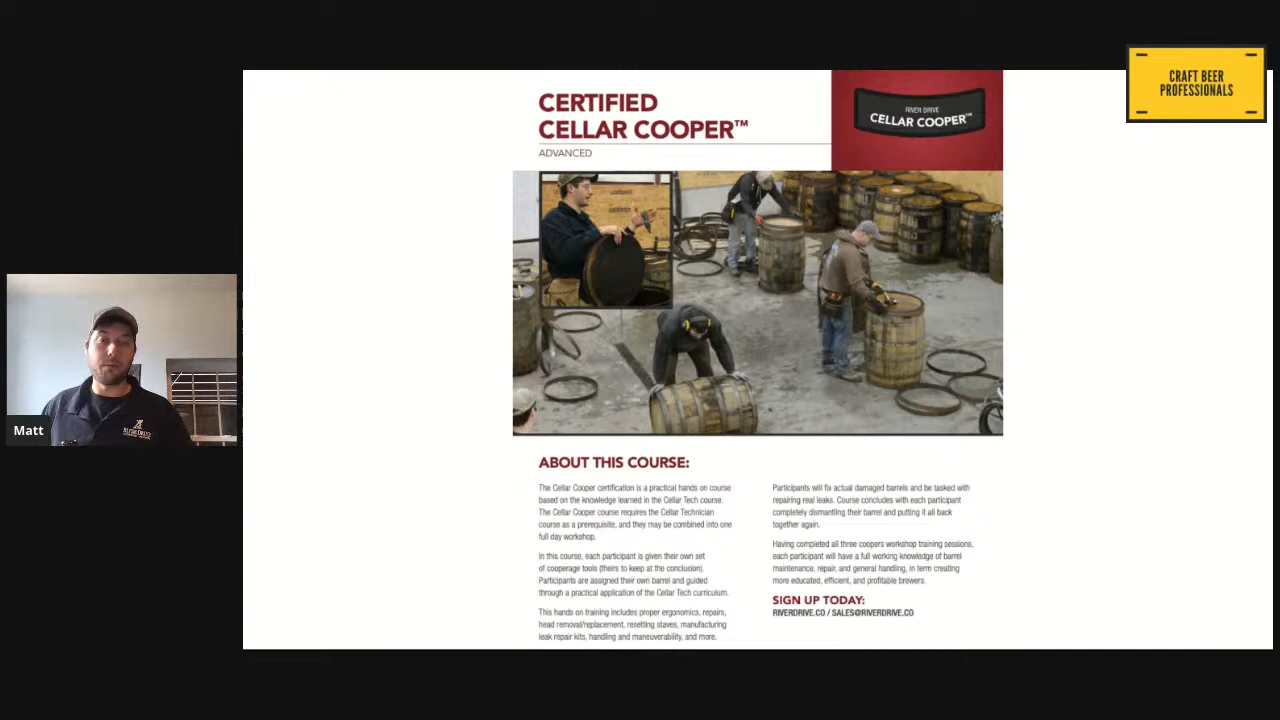 CRAFT BEER
PROFESSIONALS
CERTIFIED
CELLAR COOPER™
ADVANCED
RIVER DRIVE
CELLAR COOPER™
Matt
ABOUT THIS COURSE:
The Cellar Cooper certification is a practical hands on course
based on the knowledge learned in the Cellar Tech course.
The Cellar Cooper course requires the Cellar Technician
course as a prerequisite, and they may be combined into one
full day workshop.
In this course, each participant is given their own set
of cooperage tools (theirs to keep at the conclusion).
Participants are assigned their own barrel and guided
through a practical application of the Cellar Tech curriculum.
This hands on training includes proper ergonomics, repairs,
head removal/replacement, resetting staves, manufacturing
leak repair kits, handling and maneuverability, and more.
Participants will fix actual damaged barrels and be tasked with
repairing real leaks. Course concludes with each participant
completely dismantling their barrel and putting it all back
together again.
Having completed all three coopers workshop training sessions,
each participant will have a full working knowledge of barrel
maintenance, repair, and general handling, in term creating
more educated, efficient, and profitable brewers.
SIGN UP TODAY:
RIVERDRIVE.CO / SALES@RIVERDRIVE.CO